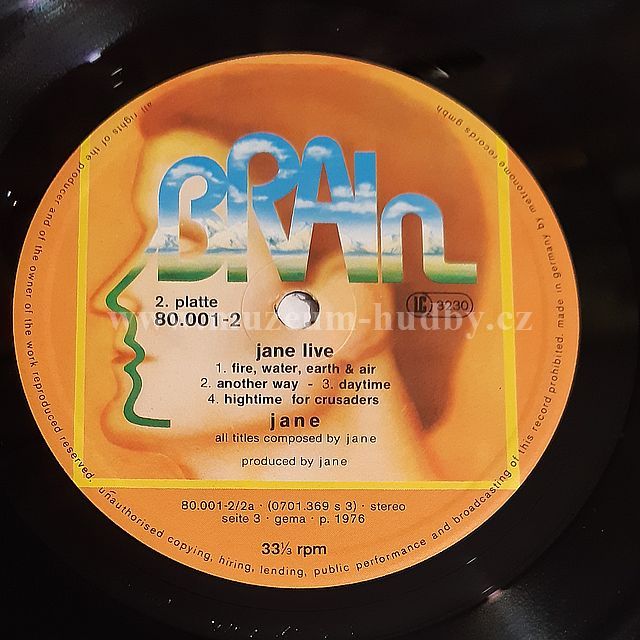 BRAIN
2. platte
80.001-2
LC 3230
www.muzeum-hudby.cz
jane live
1. fire, water, earth & air
2. another way - 3. daytime
4. hightime for crusaders
jane
all titles composed by jane
produced by jane
80.001-2/2a · (0701.369 s 3) · stereo
seite 3 · gema · p. 1976
33⅓ rpm
all rights of the producer and of the owner of the work reproduced reserved. unauthorised copying, hiring, lending, public performance and broadcasting of this record prohibited. made in germany by metronome records gmbh